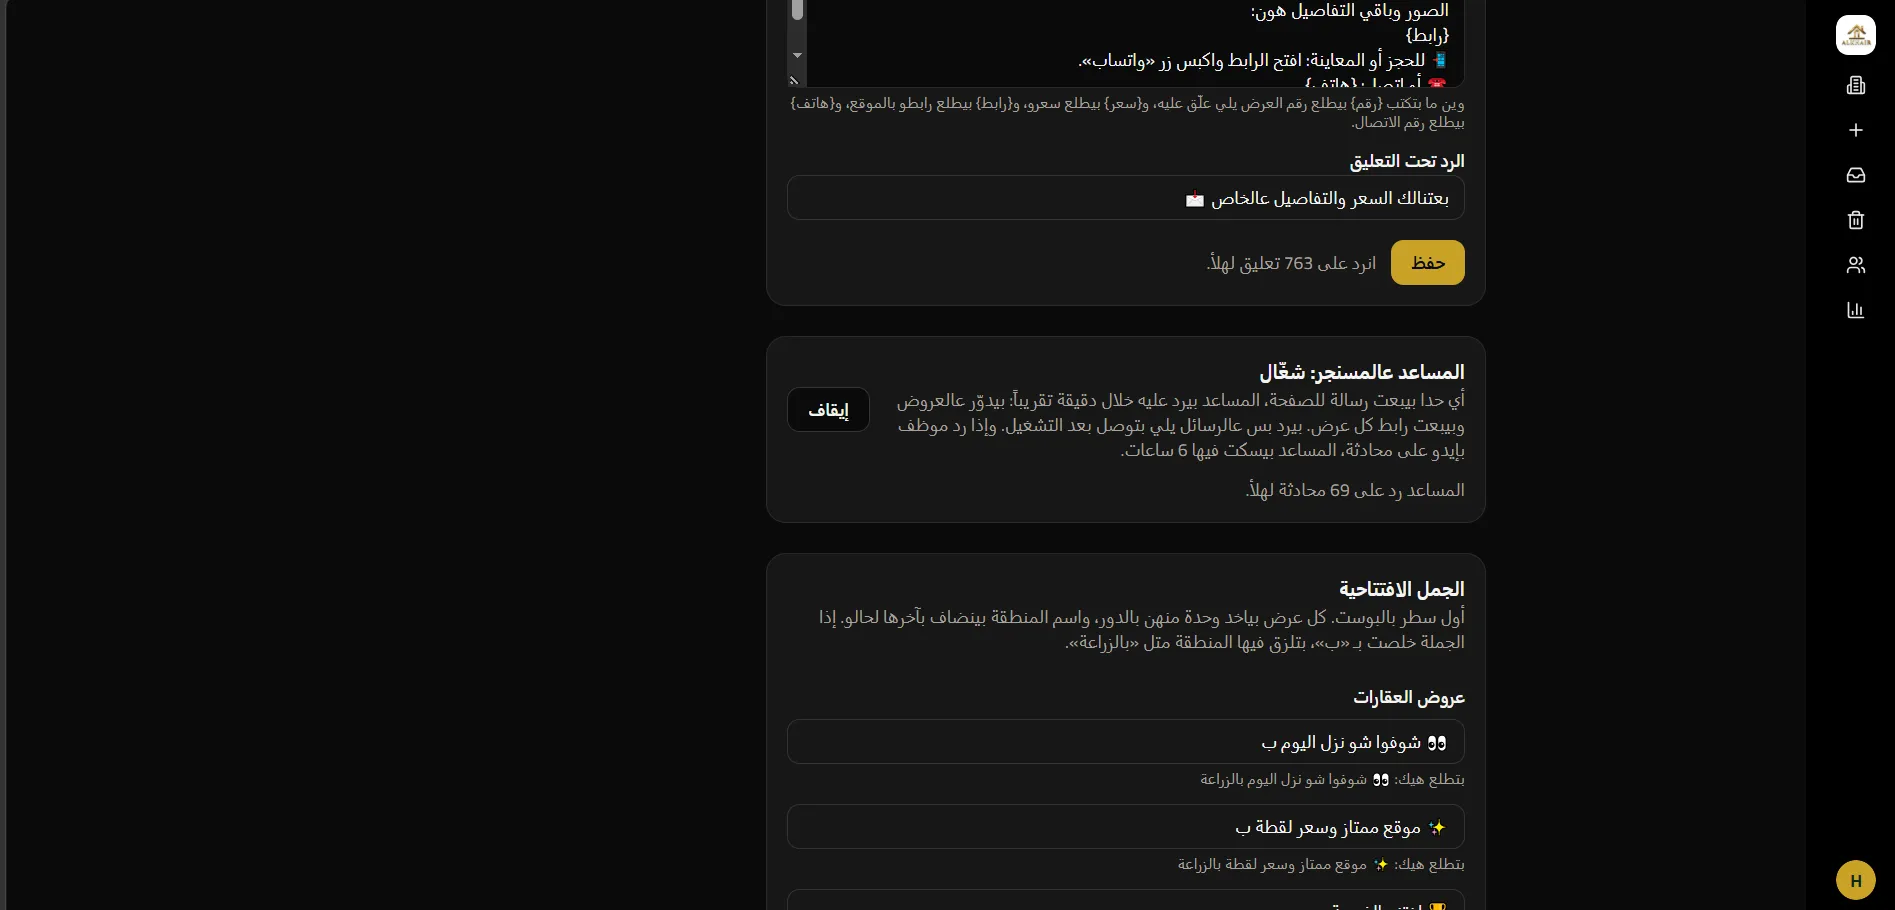 الصور وباقي التفاصيل هون:
{رابط}
📲 للحجز أو المعاينة: افتح الرابط واكبس زر «واتساب».
☎️ أو اتصل: {هاتف}
وين ما بتكتب {رقم} بيطلع رقم العرض يلي علّق عليه، و{سعر} بيطلع سعرو، و{رابط} بيطلع رابطو بالموقع، و{هاتف}
بيطلع رقم الاتصال.
الرد تحت التعليق
بعتنالك السعر والتفاصيل عالخاص 📩
حفظ
انرد على 763 تعليق لهلأ.
المساعد عالمسنجر: شغّال
أي حدا بيبعت رسالة للصفحة، المساعد بيرد عليه خلال دقيقة تقريباً: بيدوّر عالعروض
وبيبعت رابط كل عرض. بيرد بس عالرسائل يلي بتوصل بعد التشغيل. وإذا رد موظف
بإيدو على محادثة، المساعد بيسكت فيها 6 ساعات.
إيقاف
المساعد رد على 69 محادثة لهلأ.
الجمل الافتتاحية
أول سطر بالبوست. كل عرض بياخد وحدة منهن بالدور، واسم المنطقة بينضاف بآخرها لحالو. إذا
الجملة خلصت بـ «ب»، بتلزق فيها المنطقة متل «بالزراعة».
عروض العقارات
👀 شوفوا شو نزل اليوم ب
بتطلع هيك: 👀 شوفوا شو نزل اليوم بالزراعة
✨ موقع ممتاز وسعر لقطة ب
بتطلع هيك: ✨ موقع ممتاز وسعر لقطة بالزراعة
H